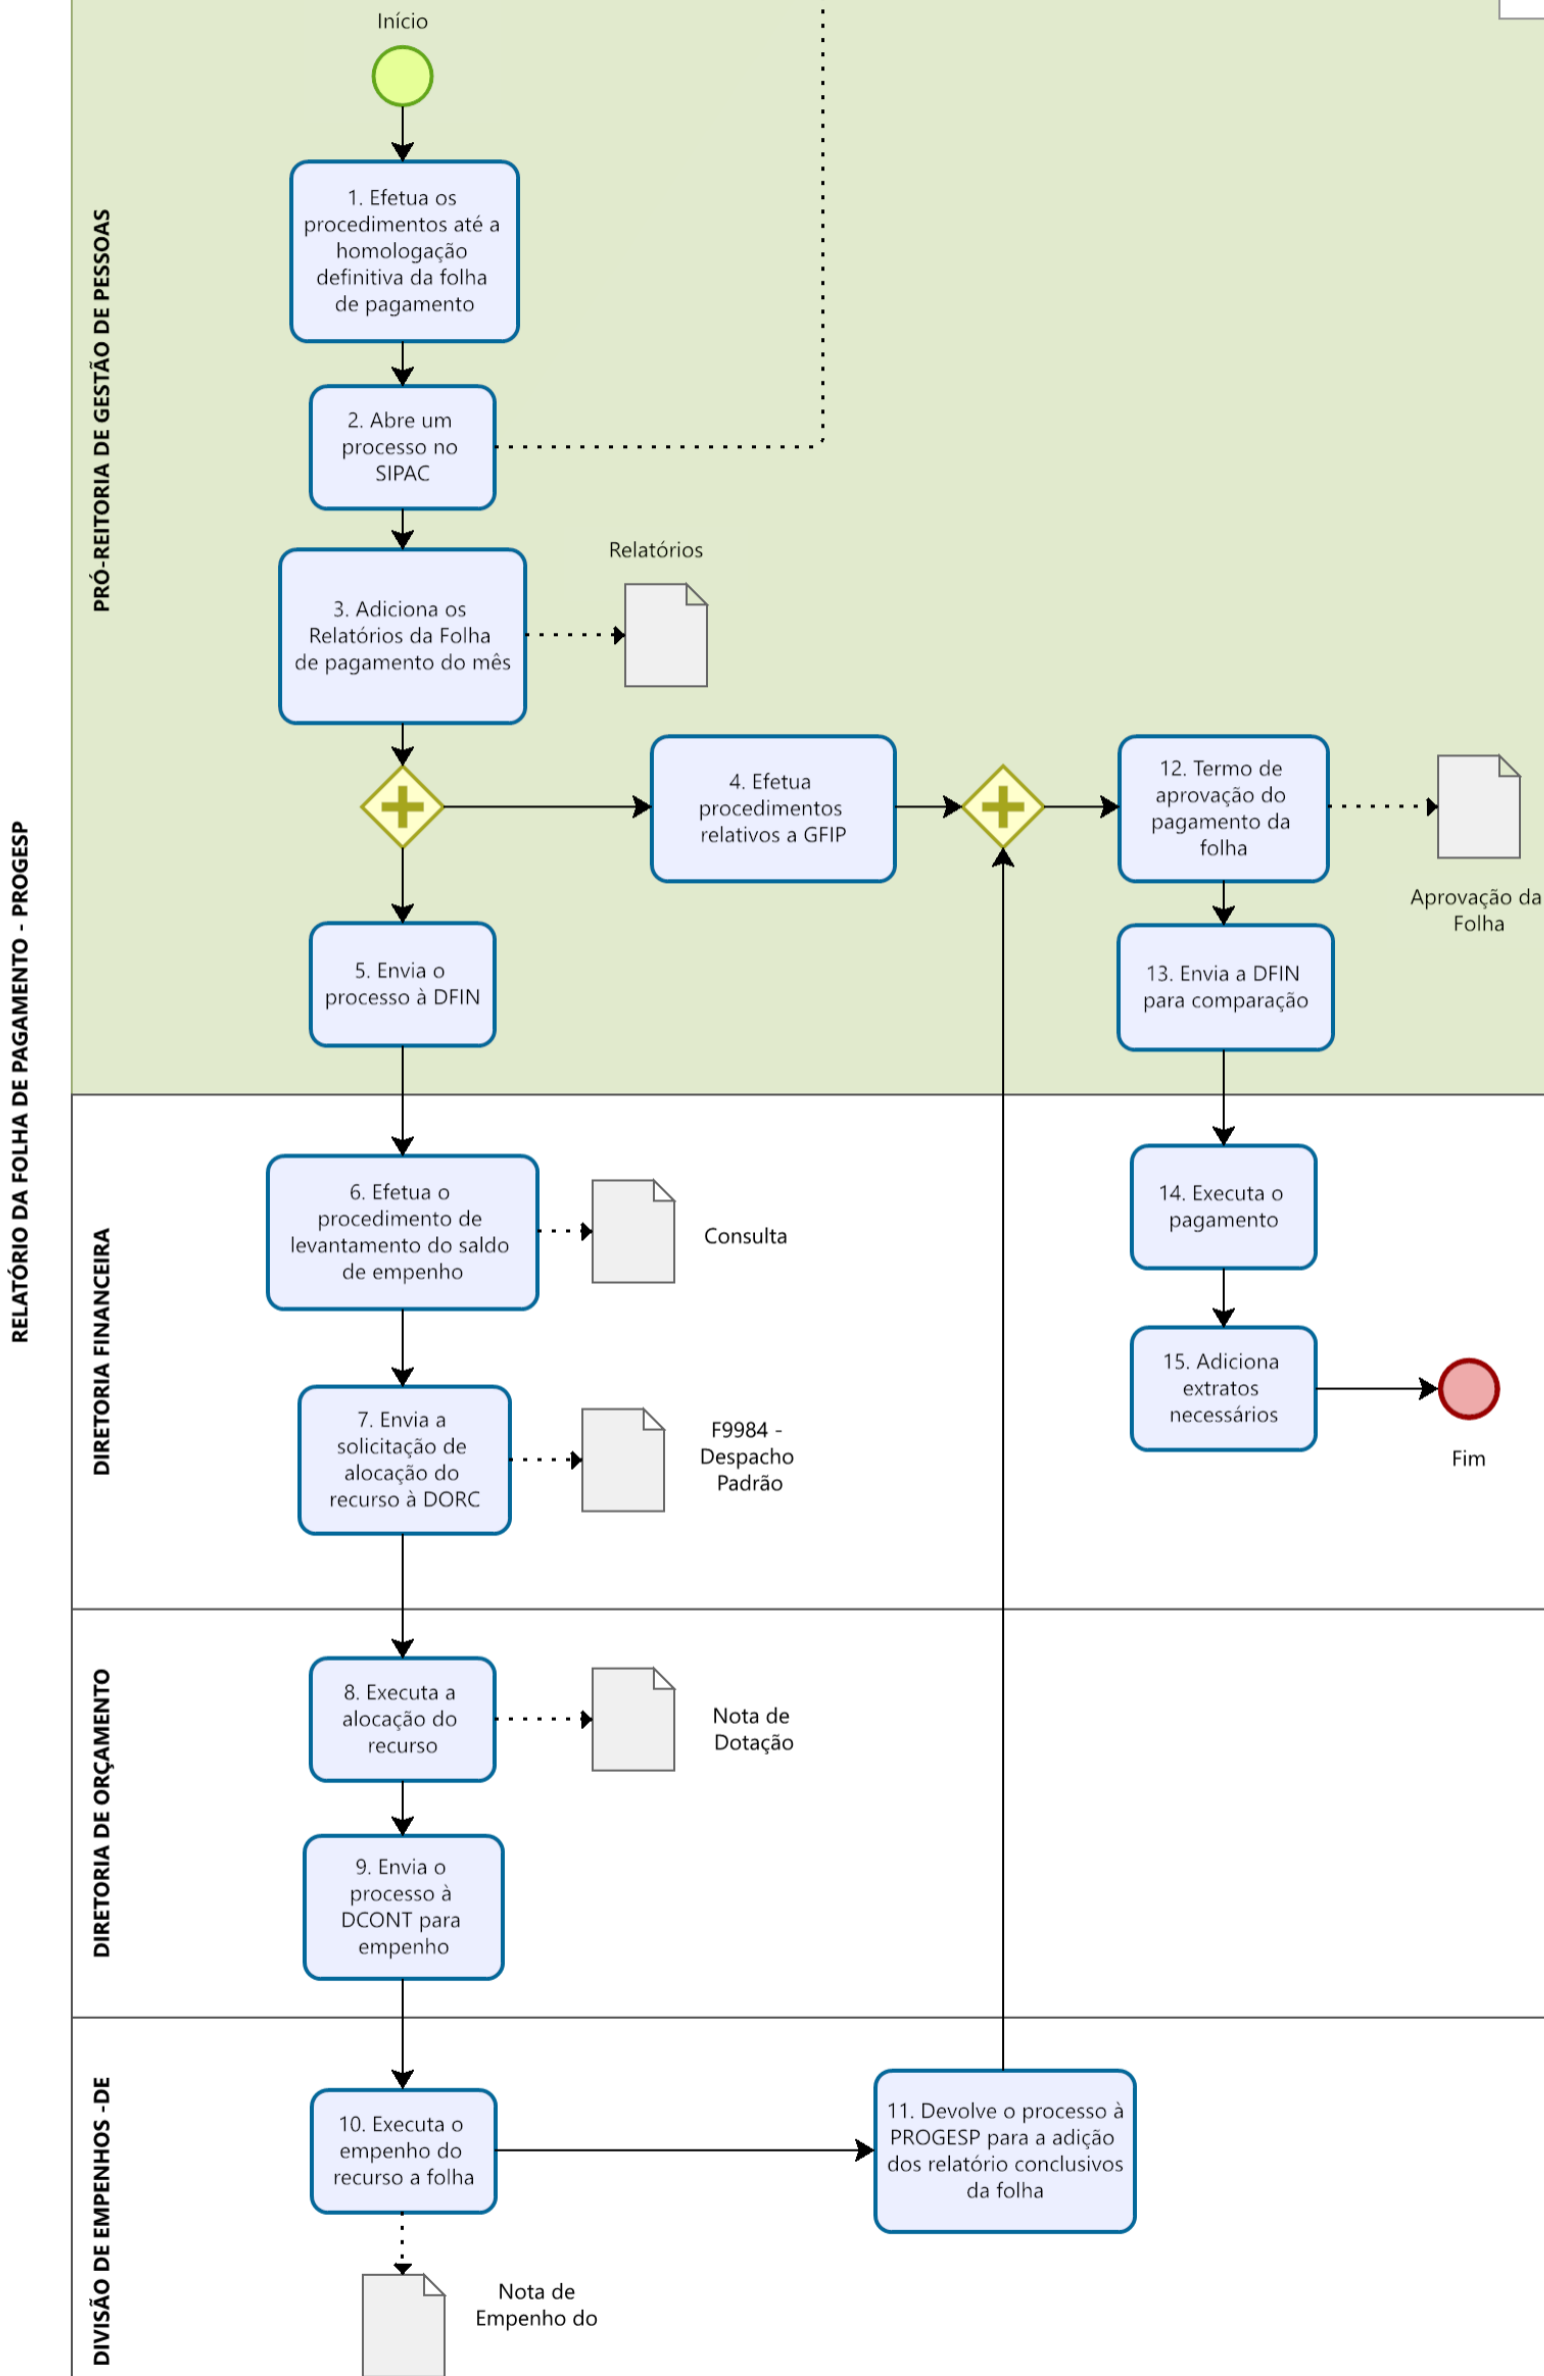 RELATÓRIO DA FOLHA DE PAGAMENTO - PROGESP
PRÓ-REITORIA DE GESTÃO DE PESSOAS
Início
1. Efetua os
procedimentos até a
homologação
definitiva da folha
de pagamento
2. Abre um
processo no
SIPAC
3. Adiciona os
Relatórios da Folha
de pagamento do mês
Relatórios
4. Efetua
procedimentos
relativos a GFIP
12. Termo de
aprovação do
pagamento da
folha
Aprovação da
Folha
5. Envia o
processo à DFIN
13. Envia a DFIN
para comparação
DIRETORIA FINANCEIRA
6. Efetua o
procedimento de
levantamento do saldo
de empenho
Consulta
14. Executa o
pagamento
7. Envia a
solicitação de
alocação do
recurso à DORC
F9984 -
Despacho
Padrão
15. Adiciona
extratos
necessários
Fim
DIRETORIA DE ORÇAMENTO
8. Executa a
alocação do
recurso
Nota de
Dotação
9. Envia o
processo à
DCONT para
empenho
DIVISÃO DE EMPENHOS -DE
10. Executa o
empenho do
recurso a folha
11. Devolve o processo à
PROGESP para a adição
dos relatório conclusivos
da folha
Nota de
Empenho do